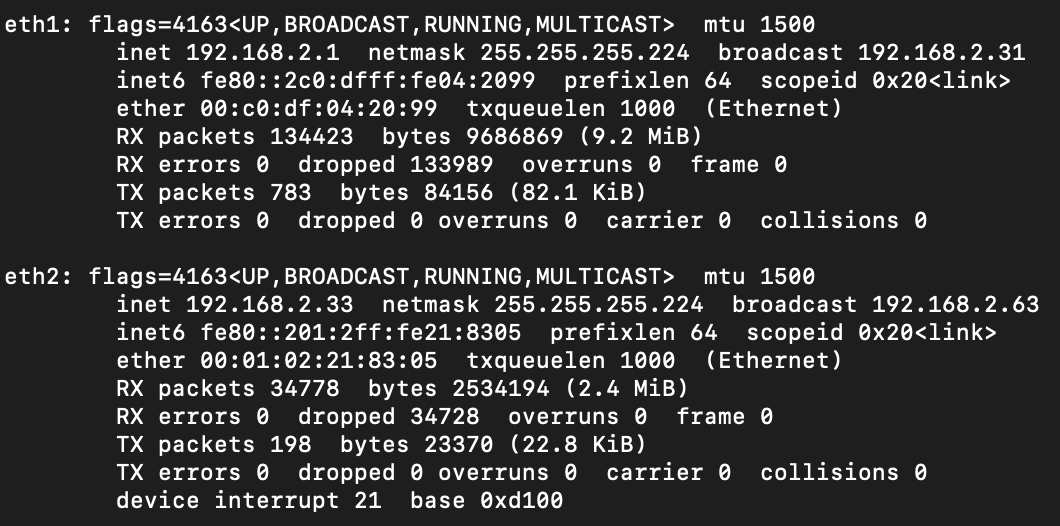 eth1: flags=4163<UP,BROADCAST,RUNNING,MULTICAST>  mtu 1500
        inet 192.168.2.1  netmask 255.255.255.224  broadcast 192.168.2.31
        inet6 fe80::2c0:dfff:fe04:2099  prefixlen 64  scopeid 0x20<link>
        ether 00:c0:df:04:20:99  txqueuelen 1000  (Ethernet)
        RX packets 134423  bytes 9686869 (9.2 MiB)
        RX errors 0  dropped 133989  overruns 0  frame 0
        TX packets 783  bytes 84156 (82.1 KiB)
        TX errors 0  dropped 0 overruns 0  carrier 0  collisions 0

eth2: flags=4163<UP,BROADCAST,RUNNING,MULTICAST>  mtu 1500
        inet 192.168.2.33  netmask 255.255.255.224  broadcast 192.168.2.63
        inet6 fe80::201:2ff:fe21:8305  prefixlen 64  scopeid 0x20<link>
        ether 00:01:02:21:83:05  txqueuelen 1000  (Ethernet)
        RX packets 34778  bytes 2534194 (2.4 MiB)
        RX errors 0  dropped 34728  overruns 0  frame 0
        TX packets 198  bytes 23370 (22.8 KiB)
        TX errors 0  dropped 0 overruns 0  carrier 0  collisions 0
        device interrupt 21  base 0xd100